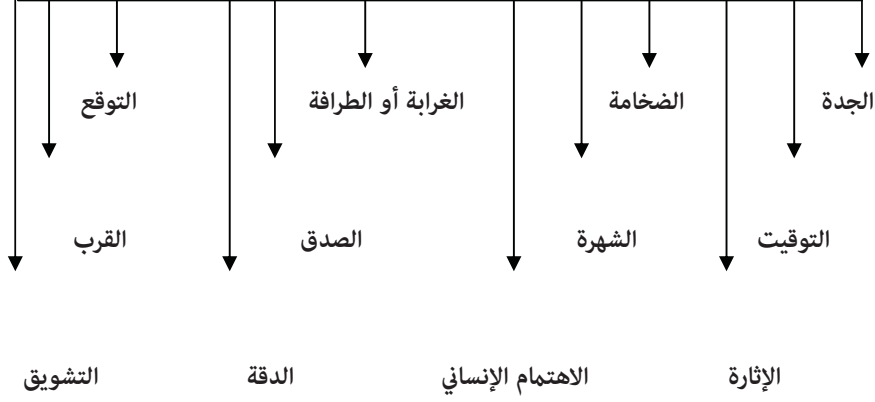 الجدة الضخامة الغرابة أو الطرافة التوقع
التوقيت الشهرة الصدق القرب
الإثارة الاهتمام الإنساني الدقة التشويق